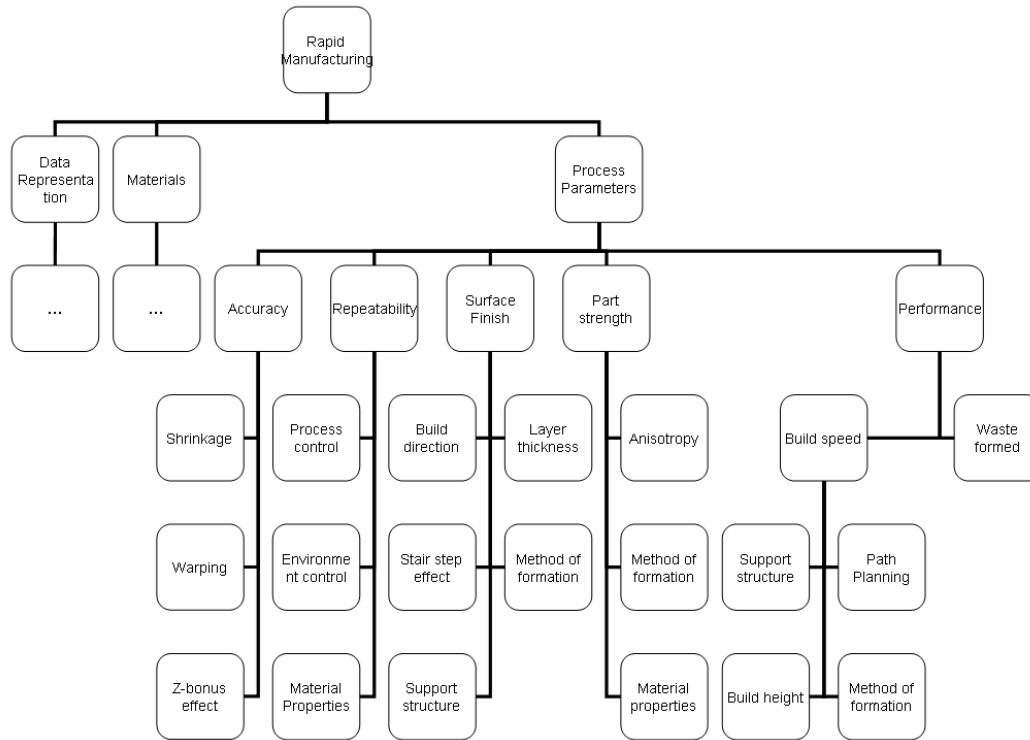 Rapid
Manufacturing
Data
Representa
tion
Materials
Process
Parameters
...
...
Accuracy
Repeatability
Surface
Finish
Part
strength
Performance
Shrinkage
Process
control
Build
direction
Layer
thickness
Anisotropy
Build speed
Waste
formed
Warping
Environme
nt control
Stair step
effect
Method of
formation
Method of
formation
Support
structure
Path
Planning
Z-bonus
effect
Material
Properties
Support
structure
Material
properties
Build height
Method of
formation